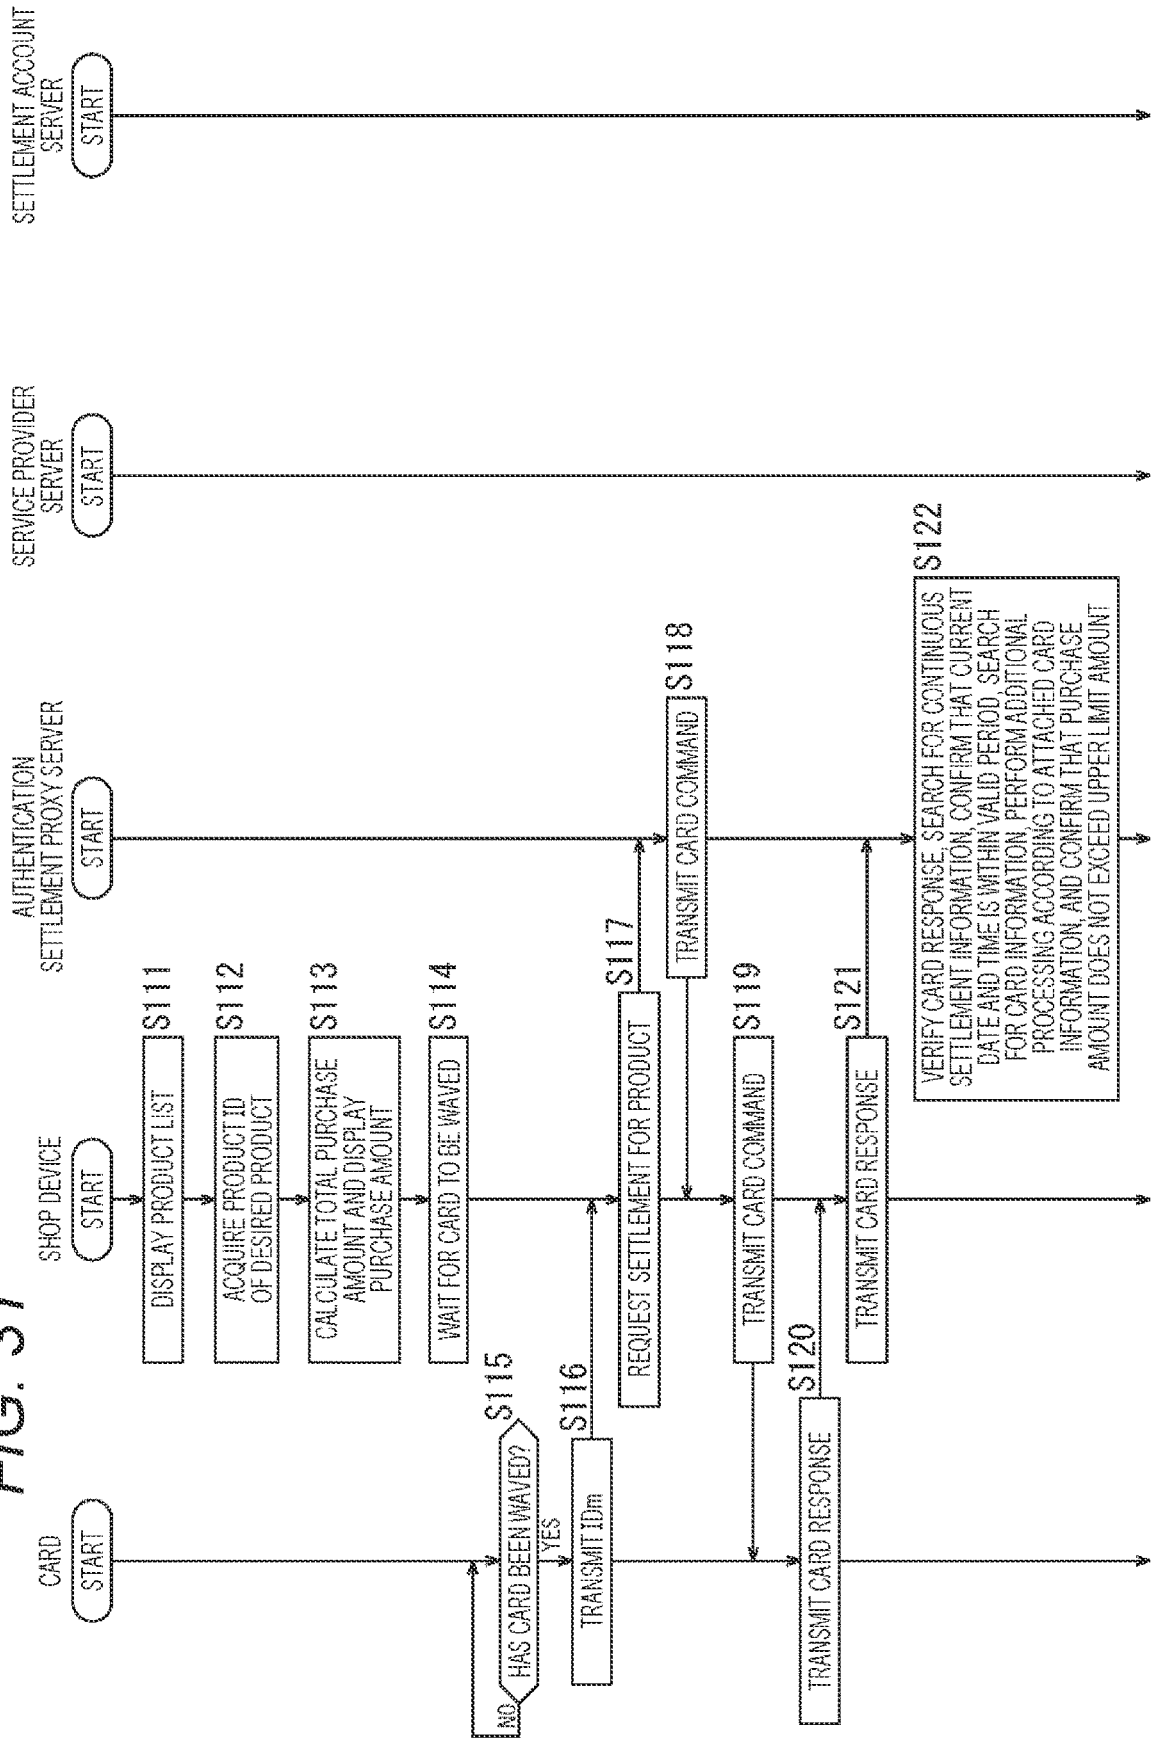 FIG. 31
CARD
START
SHOP DEVICE
START
AUTHENTICATION
SETTLEMENT PROXY SERVER
START
SERVICE PROVIDER
SERVER
START
SETTLEMENT ACCOUNT
SERVER
START
S111
DISPLAY PRODUCT LIST
S112
ACQUIRE PRODUCT ID
OF DESIRED PRODUCT
S113
CALCULATE TOTAL PURCHASE
AMOUNT AND DISPLAY
PURCHASE AMOUNT
S114
WAIT FOR CARD TO BE WAVED
S115
HAS CARD BEEN WAVED?
NO
YES
S116
TRANSMIT IDm
S117
REQUEST SETTLEMENT FOR PRODUCT
S118
TRANSMIT CARD COMMAND
S119
TRANSMIT CARD COMMAND
S120
TRANSMIT CARD RESPONSE
S121
TRANSMIT CARD RESPONSE
S122
VERIFY CARD RESPONSE, SEARCH FOR CONTINUOUS
SETTLEMENT INFORMATION, CONFIRM THAT CURRENT
DATE AND TIME IS WITHIN VALID PERIOD, SEARCH
FOR CARD INFORMATION, PERFORM ADDITIONAL
PROCESSING ACCORDING TO ATTACHED CARD
INFORMATION, AND CONFIRM THAT PURCHASE
AMOUNT DOES NOT EXCEED UPPER LIMIT AMOUNT